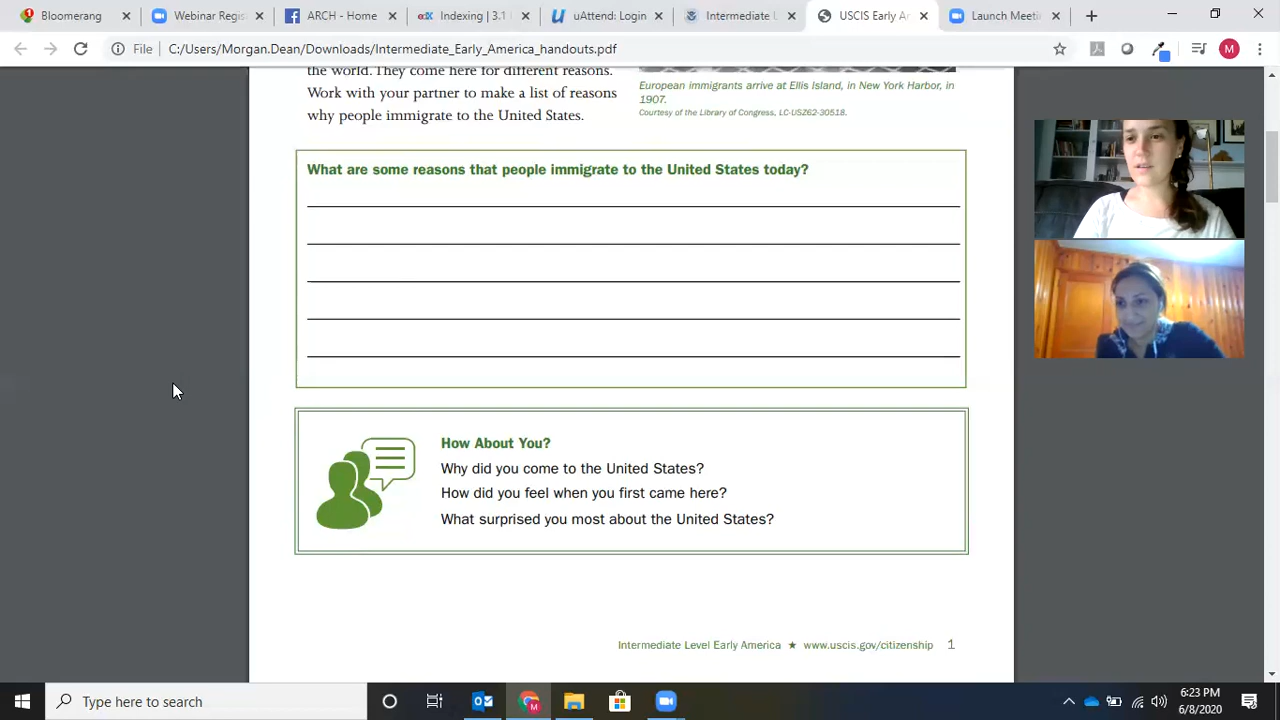 Bloomerang
Webinar Regis
ARCH - Home
Indexing | 3.1
uAttend: Login
Intermediate
USCIS Early A
Launch Meeti
File
C:/Users/Morgan.Dean/Downloads/Intermediate_Early_America_handouts.pdf
M
the world. They come here for different reasons.
Work with your partner to make a list of reasons
why people immigrate to the United States.
European immigrants arrive at Ellis Island, in New York Harbor, in
1907.
Courtesy of the Library of Congress, LC-USZ62-30518.
What are some reasons that people immigrate to the United States today?
How About You?
Why did you come to the United States?
How did you feel when you first came here?
What surprised you most about the United States?
Intermediate Level Early America ★ www.uscis.gov/citizenship 1
Type here to search
6:23 PM
6/8/2020